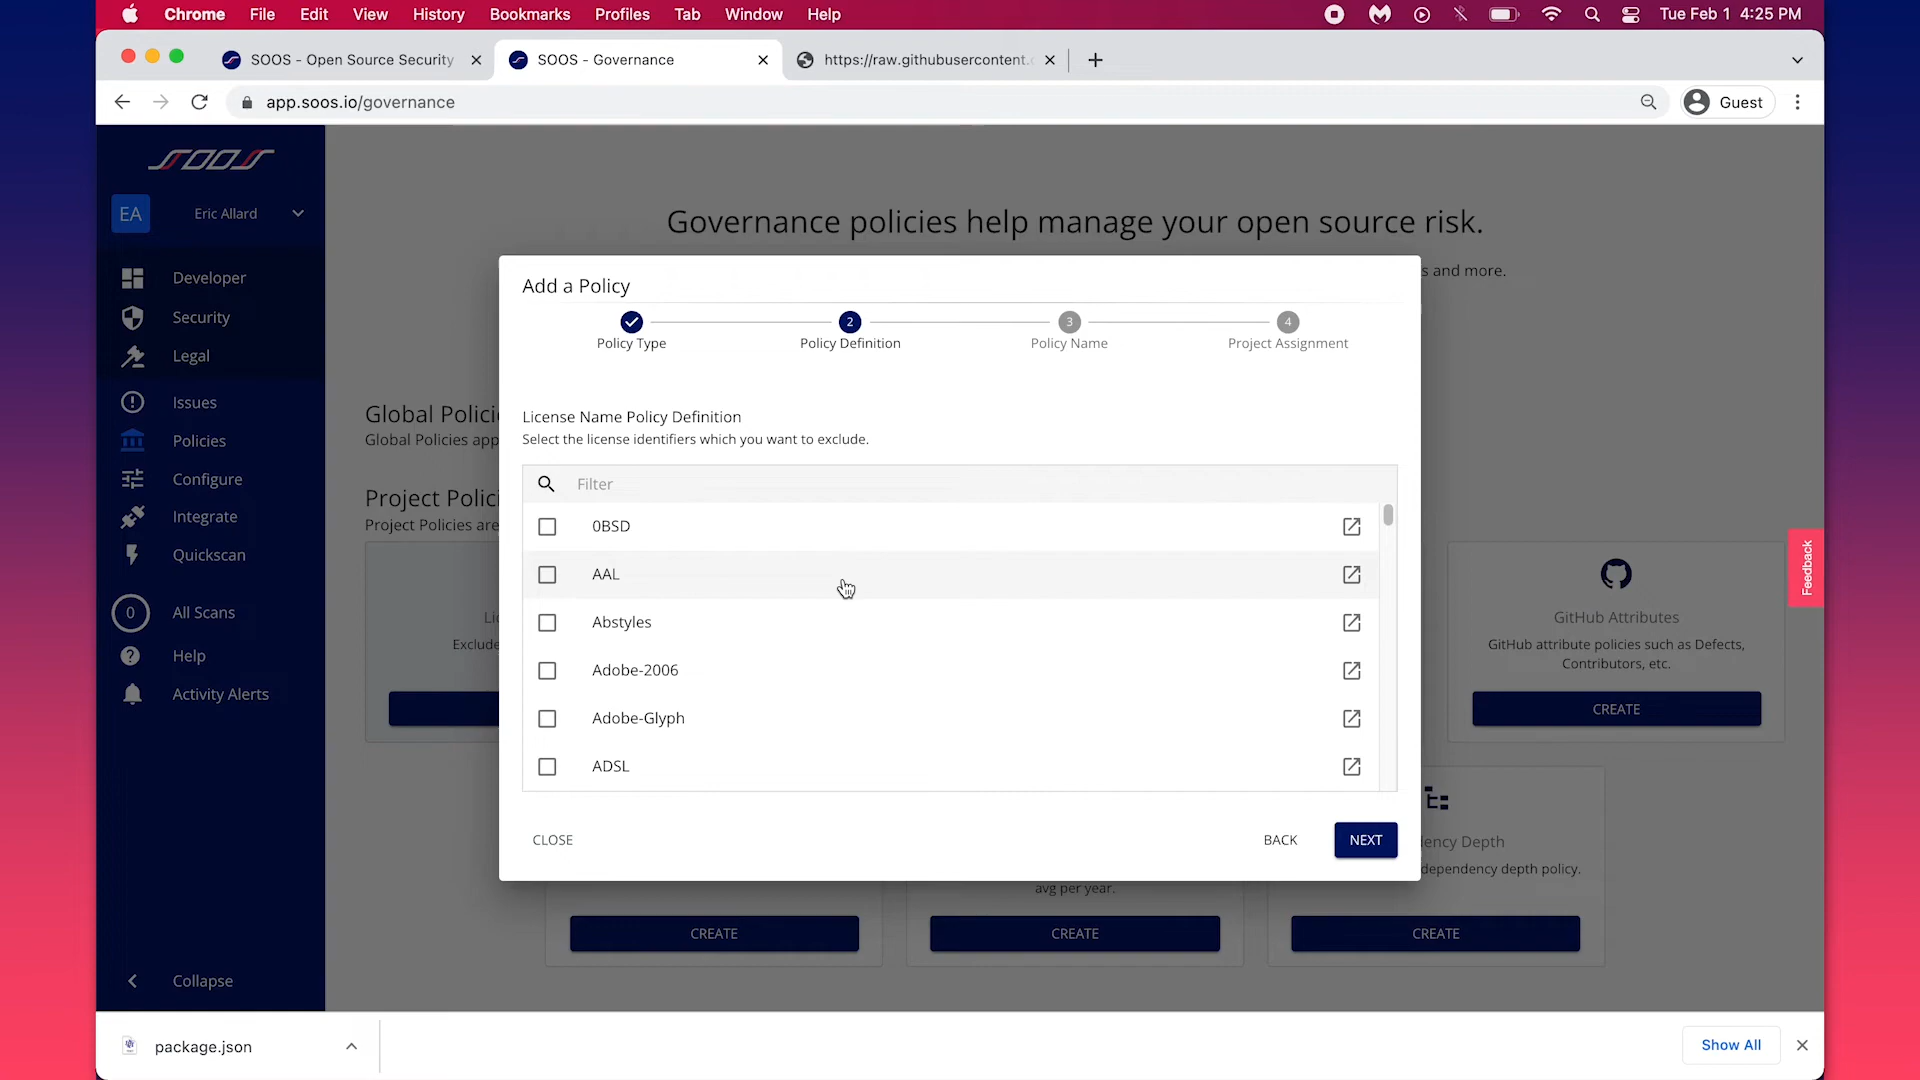 Chrome File Edit View History Bookmarks Profiles Tab Window Help Tue Feb 1 4:25 PM
SOOS - Open Source Security
SOOS - Governance
https://raw.githubusercontent.
app.soos.io/governance
Guest
SOOS
EA Eric Allard
Developer
Security
Legal
Issues
Policies
Configure
Integrate
Quickscan
0 All Scans
Help
Activity Alerts
Collapse
Governance policies help manage your open source risk.
s and more.
Global Polici
Global Policies app
Project Polici
Project Policies are
Exclude
Add a Policy
2 3 4
Policy Type Policy Definition Policy Name Project Assignment
License Name Policy Definition
Select the license identifiers which you want to exclude.
Filter
0BSD
AAL
Abstyles
Adobe-2006
Adobe-Glyph
ADSL
CLOSE BACK NEXT
GitHub Attributes
GitHub attribute policies such as Defects,
Contributors, etc.
CREATE
ency Depth
dependency depth policy.
avg per year.
CREATE CREATE CREATE
Feedback
package.json
Show All